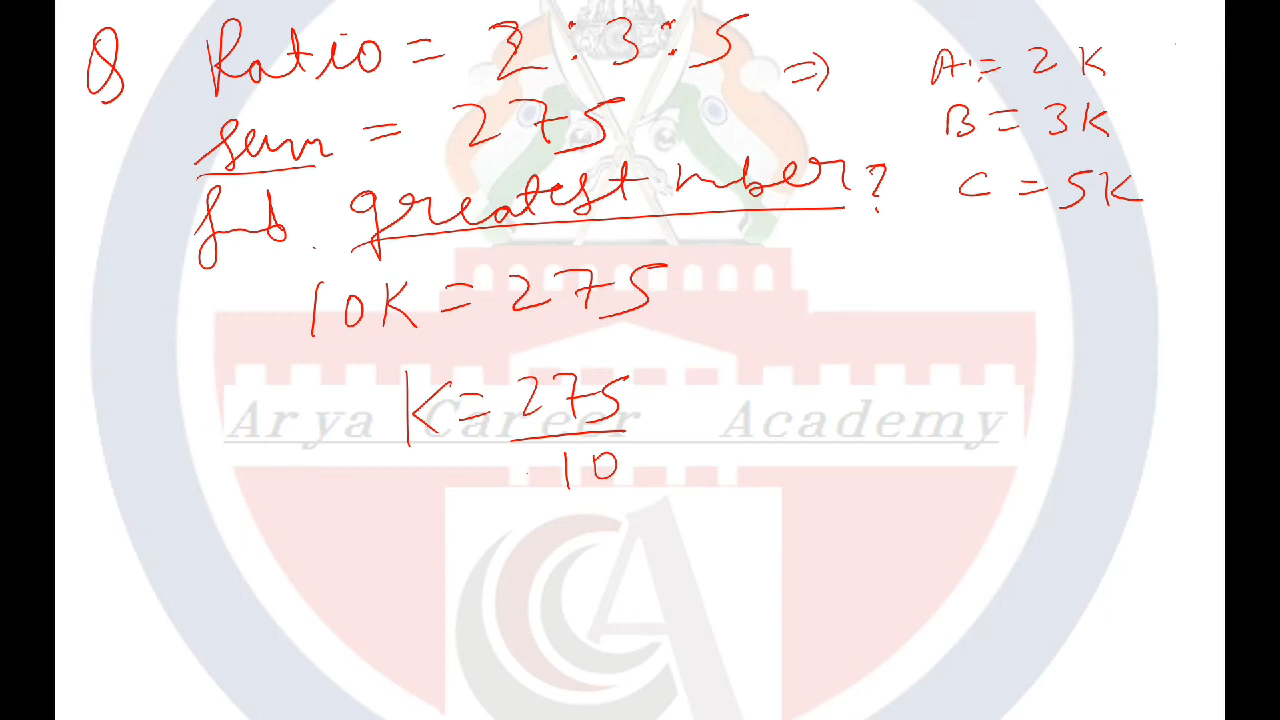 Q Ratio = 2 : 3 : 5 ⇒
sum = 275
find greatest number?
A = 2K
B = 3K
C = 5K
10K = 275
K = 275
10
Arya Career Academy
CA